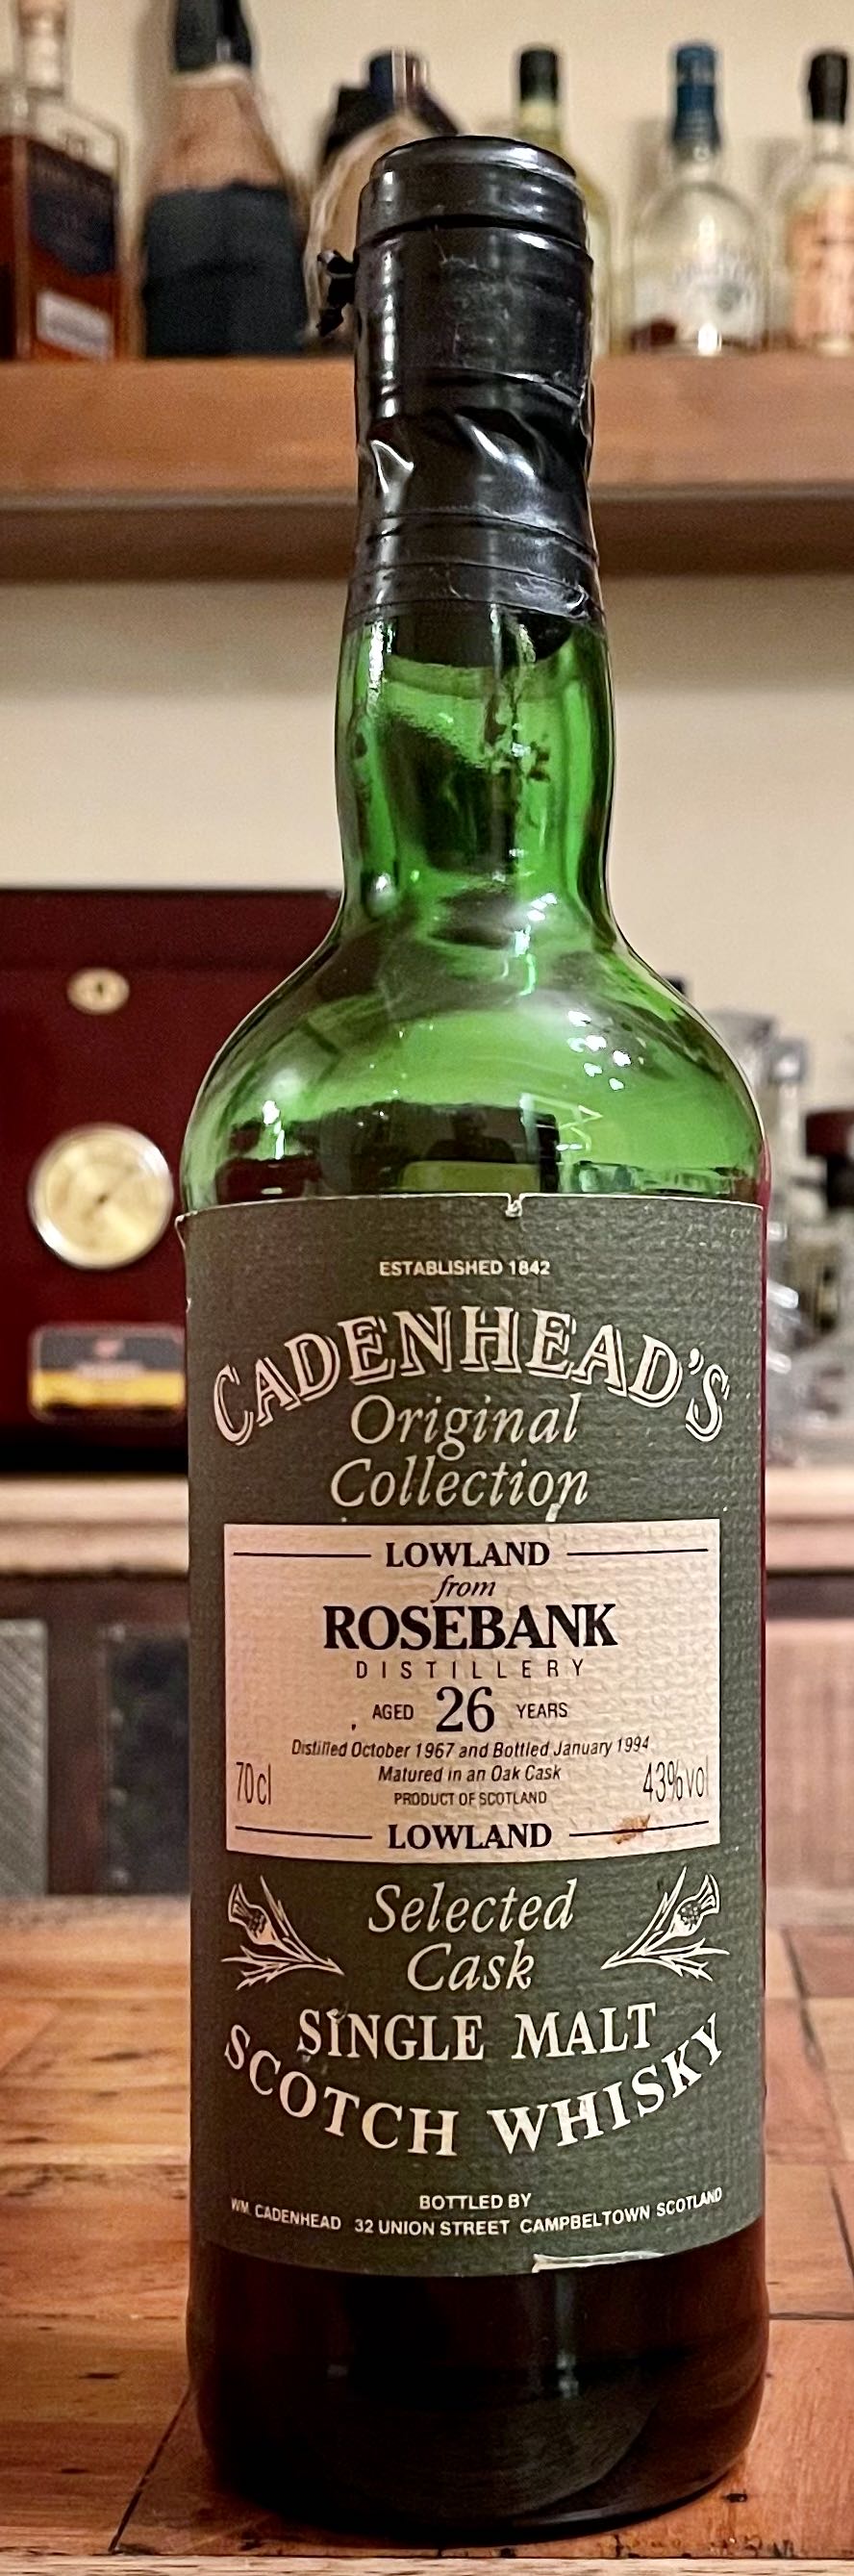 ESTABLISHED 1842
CADENHEAD'S
Original
Collection
LOWLAND
from
ROSEBANK
DISTILLERY
AGED 26 YEARS
Distilled October 1967 and Bottled January 1994
70cl Matured in an Oak Cask 43%vol
PRODUCT OF SCOTLAND
LOWLAND
Selected
Cask
SINGLE MALT
SCOTCH WHISKY
BOTTLED BY
WM. CADENHEAD 32 UNION STREET CAMPBELTOWN SCOTLAND